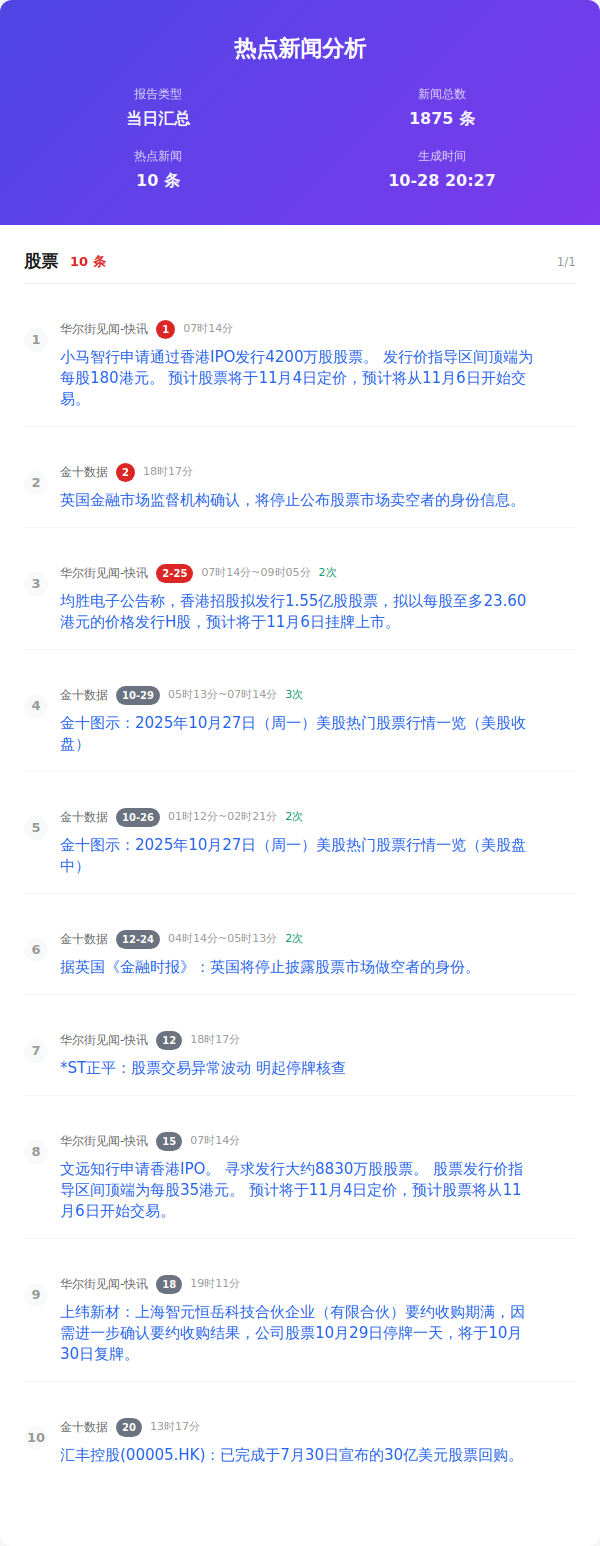 热点新闻分析
报告类型
当日汇总
新闻总数
1875 条
热点新闻
10 条
生成时间
10-28 20:27
股票 10 条 1/1
1
华尔街见闻-快讯 1 07时14分
小马智行申请通过香港IPO发行4200万股股票。 发行价指导区间顶端为
每股180港元。 预计股票将于11月4日定价，预计将从11月6日开始交
易。
2
金十数据 2 18时17分
英国金融市场监督机构确认，将停止公布股票市场卖空者的身份信息。
3
华尔街见闻-快讯 2-25 07时14分~09时05分 2次
均胜电子公告称，香港招股拟发行1.55亿股股票，拟以每股至多23.60
港元的价格发行H股，预计将于11月6日挂牌上市。
4
金十数据 10-29 05时13分~07时14分 3次
金十图示：2025年10月27日（周一）美股热门股票行情一览（美股收
盘）
5
金十数据 10-26 01时12分~02时21分 2次
金十图示：2025年10月27日（周一）美股热门股票行情一览（美股盘
中）
6
金十数据 12-24 04时14分~05时13分 2次
据英国《金融时报》：英国将停止披露股票市场做空者的身份。
7
华尔街见闻-快讯 12 18时17分
*ST正平：股票交易异常波动 明起停牌核查
8
华尔街见闻-快讯 15 07时14分
文远知行申请香港IPO。 寻求发行大约8830万股股票。 股票发行价指
导区间顶端为每股35港元。 预计将于11月4日定价，预计股票将从11
月6日开始交易。
9
华尔街见闻-快讯 18 19时11分
上纬新材：上海智元恒岳科技合伙企业（有限合伙）要约收购期满，因
需进一步确认要约收购结果，公司股票10月29日停牌一天，将于10月
30日复牌。
10
金十数据 20 13时17分
汇丰控股(00005.HK)：已完成于7月30日宣布的30亿美元股票回购。